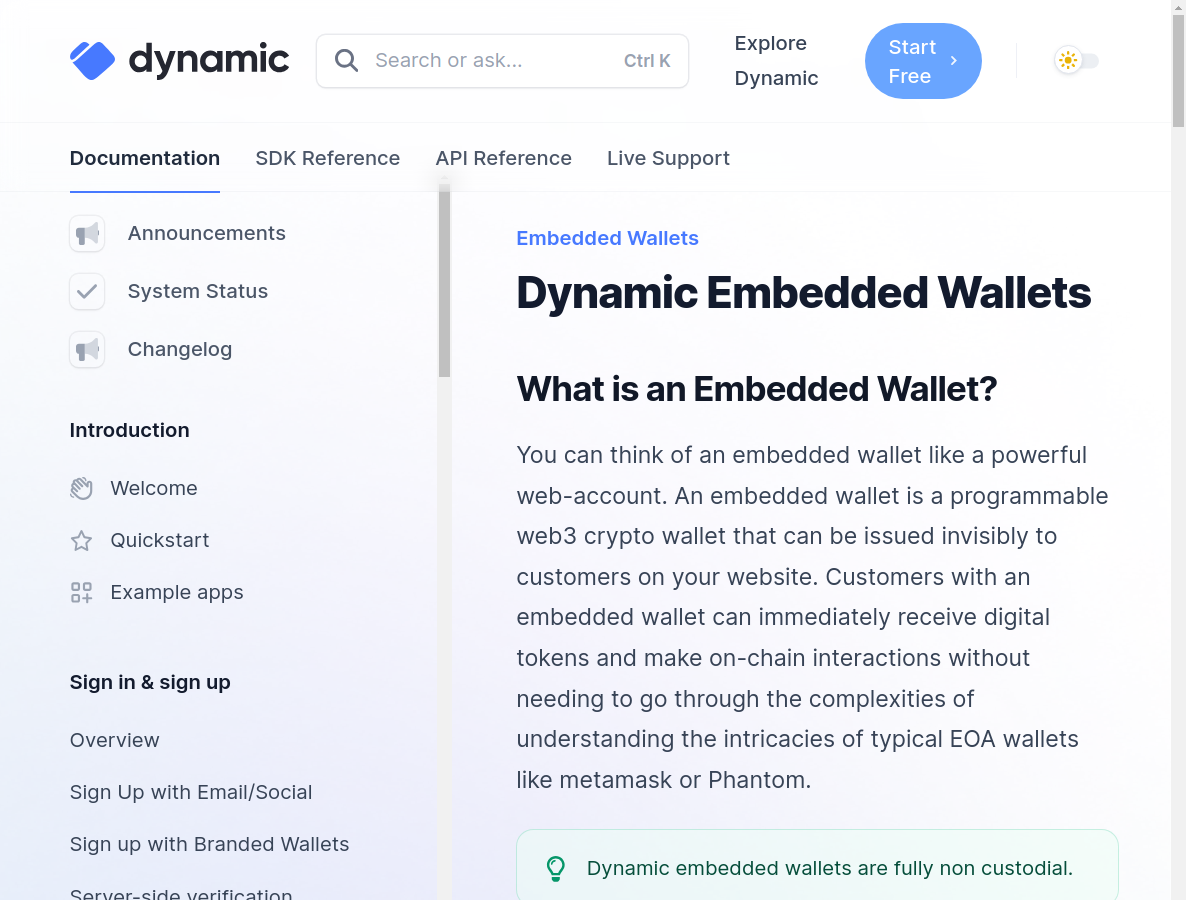 dynamic
Search or ask...
Ctrl K
Explore
Dynamic
Start
Free
Documentation
SDK Reference
API Reference
Live Support
Announcements
System Status
Changelog
Introduction
Welcome
Quickstart
Example apps
Sign in & sign up
Overview
Sign Up with Email/Social
Sign up with Branded Wallets
Server-side verification
Embedded Wallets
Dynamic Embedded Wallets
What is an Embedded Wallet?
You can think of an embedded wallet like a powerful
web-account. An embedded wallet is a programmable
web3 crypto wallet that can be issued invisibly to
customers on your website. Customers with an
embedded wallet can immediately receive digital
tokens and make on-chain interactions without
needing to go through the complexities of
understanding the intricacies of typical EOA wallets
like metamask or Phantom.
Dynamic embedded wallets are fully non custodial.